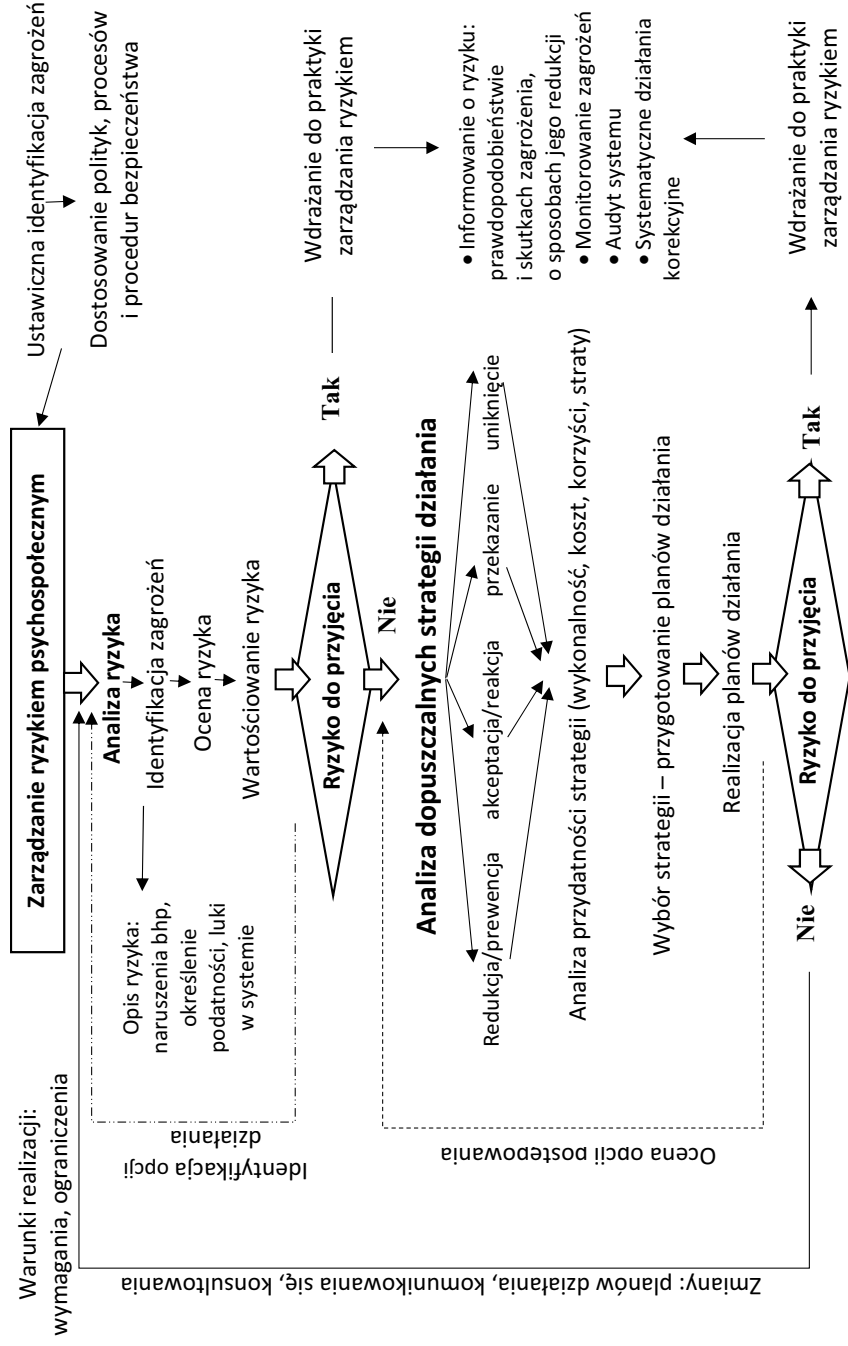 Warunki realizacji:
wymagania, ograniczenia
Zarządzanie ryzykiem psychospołecznym
Ustawiczna identyfikacja zagrożeń
Dostosowanie polityk, procesów
i procedur bezpieczeństwa
Analiza ryzyka
Identyfikacja zagrożeń
Ocena ryzyka
Wartościowanie ryzyka
Opis ryzyka:
naruszenia bhp,
określenie
podatności, luki
w systemie
Identyfikacja opcji
działania
Ryzyko do przyjęcia
Tak
Wdrażanie do praktyki
zarządzania ryzykiem
Nie
Analiza dopuszczalnych strategii działania
Redukcja/prewencja
akceptacja/reakcja
przekazanie
uniknięcie
Analiza przydatności strategii (wykonalność, koszt, korzyści, straty)
Wybór strategii – przygotowanie planów działania
Realizacja planów działania
Ocena opcji postępowania
• Informowanie o ryzyku:
prawdopodobieństwie
i skutkach zagrożenia,
o sposobach jego redukcji
• Monitorowanie zagrożeń
• Audyt systemu
• Systematyczne działania
korekcyjne
Nie
Ryzyko do przyjęcia
Tak
Wdrażanie do praktyki
zarządzania ryzykiem
Zmiany: planów działania, komunikowania się, konsultowania